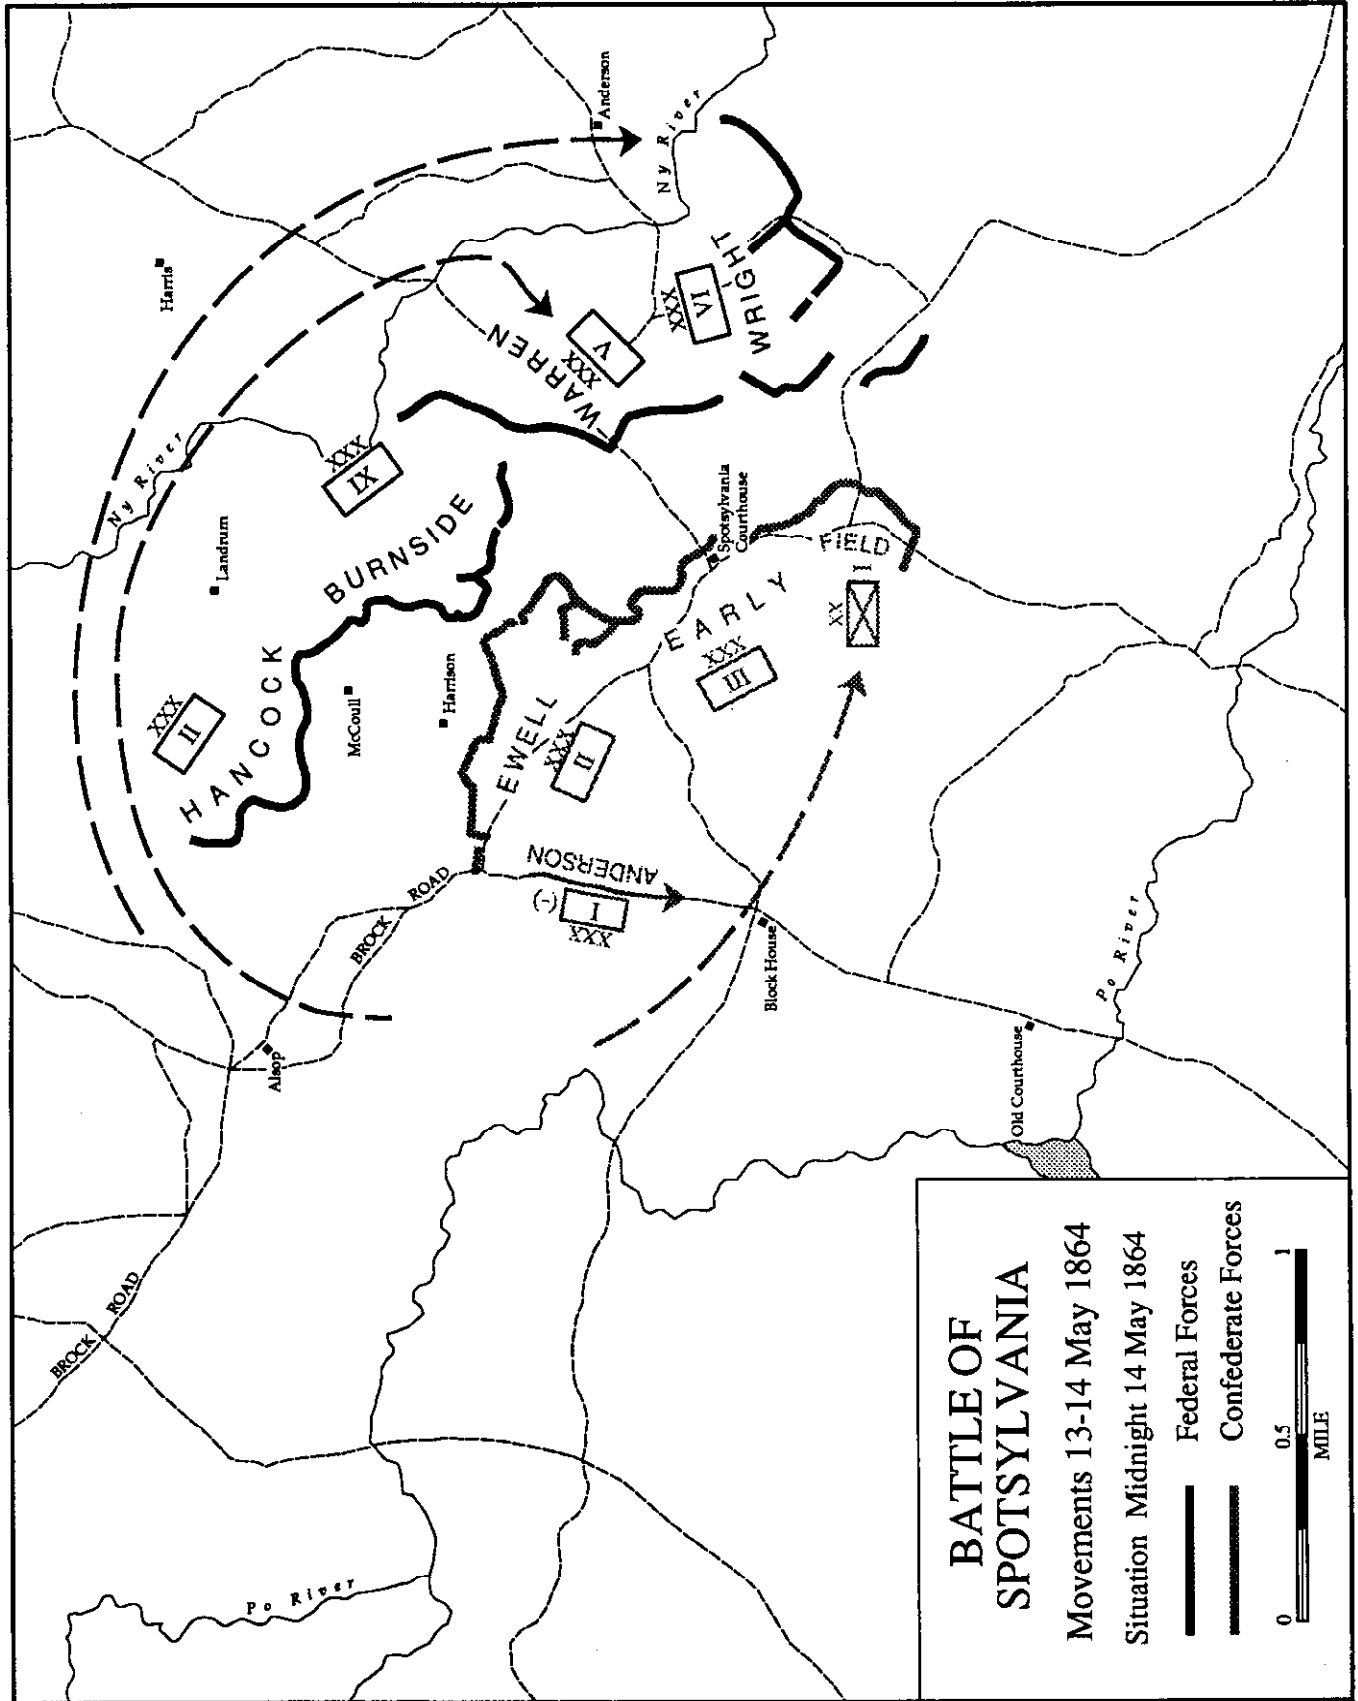 BATTLE OF
SPOTSYLVANIA
Movements 13-14 May 1864
Situation Midnight 14 May 1864
Federal Forces
Confederate Forces
0 0.5 1
MILE
BROCK ROAD
Po River
Alsop
BROCK ROAD
HANCOCK
XXX
II
Landrum
Ny River
Harris
McCoull
Harrison
BURNSIDE
XXX
IX
WARREN
XXX
V
XXX
VI
WRIGHT
Anderson
Ny River
EWELL
XXX
II
ANDERSON
XXX
I
(-)
EARLY
XXX
III
Spotsylvania
Courthouse
FIELD
XX
I
Block House
Old Courthouse
Po River